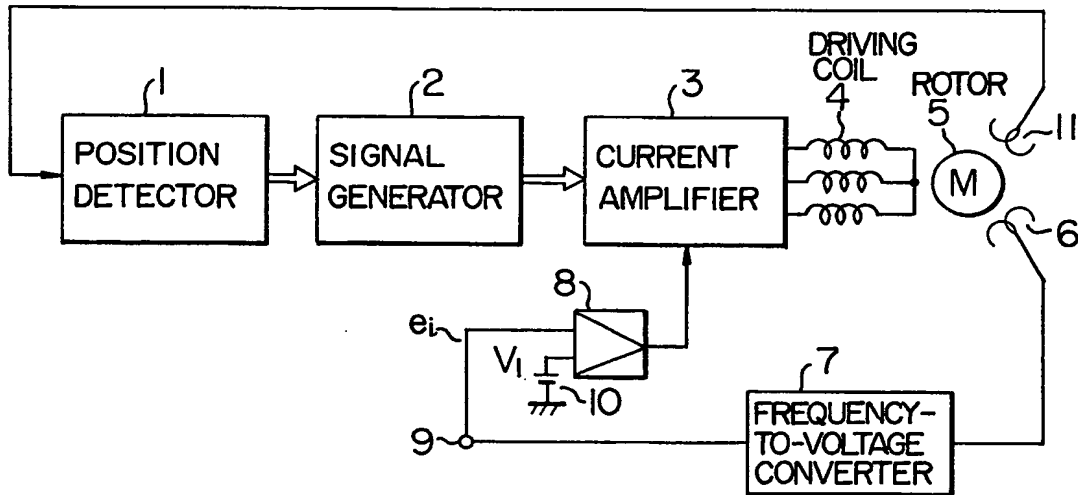 DRIVING
COIL
4
ROTOR
5
11
1
POSITION
DETECTOR
2
SIGNAL
GENERATOR
3
CURRENT
AMPLIFIER
M
6
8
ei
V1
10
9
7
FREQUENCY-
TO-VOLTAGE
CONVERTER